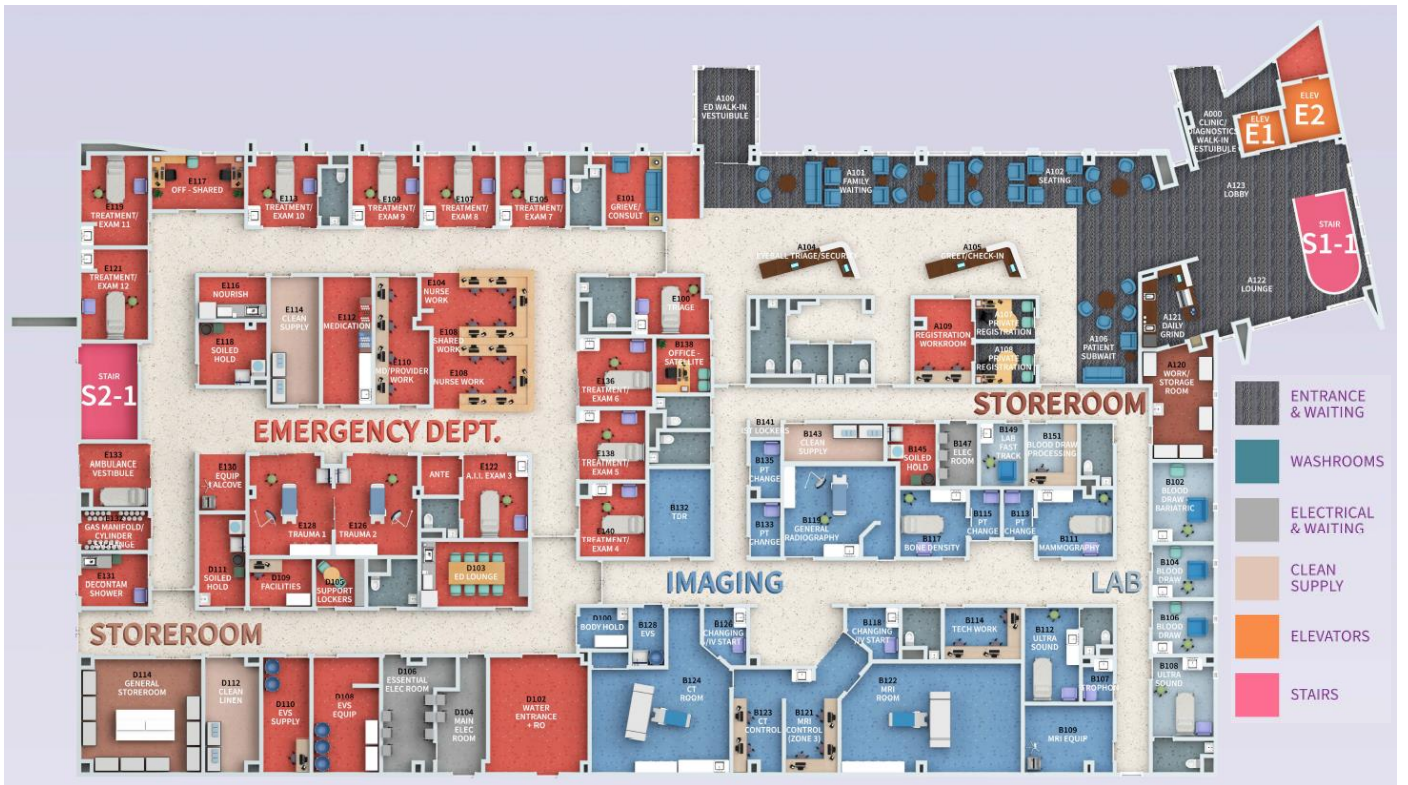 A100
ED WALK-IN
VESTUIBULE
A000
CLINIC/
DIAGNOSTICS
WALK-IN
VESTUIBULE
ELEV
E1
ELEV
E2
A123
LOBBY
STAIR
S1-1
A122
LOUNGE
A101
FAMILY
WAITING
A102
SEATING
E119
TREATMENT/
EXAM 11
E117
OFF - SHARED
TREATMENT/
EXAM 10
E109
TREATMENT/
EXAM 9
E107
TREATMENT/
EXAM 8
TREATMENT/
EXAM 7
E101
GRIEVE/
CONSULT
A104
TRIAGE/SECURITY
A105
GREET/CHECK-IN
E121
TREATMENT/
EXAM 12
E116
NOURISH
E114
CLEAN
SUPPLY
E112
MEDICATION
E104
NURSE
WORK
E108
SHARED
WORK
E108
NURSE WORK
E110
MD/PROVIDER
WORK
E118
SOILED
HOLD
E100
TRIAGE
B138
OFFICE -
SATELLITE
E136
TREATMENT/
EXAM 6
A109
REGISTRATION
WORKROOM
A107
PRIVATE
REGISTRATION
A108
PRIVATE
REGISTRATION
A106
PATIENT
SUBWAIT
A121
DAILY
GRIND
A120
WORK/
STORAGE
ROOM
STAIR
S2-1
EMERGENCY DEPT.
STOREROOM
E133
AMBULANCE
VESTIBULE
E130
EQUIP
ALCOVE
E128
TRAUMA 1
E126
TRAUMA 2
ANTE
E122
A.I.I. EXAM 3
E138
TREATMENT/
EXAM 5
E140
TREATMENT/
EXAM 4
B132
TDR
B141
LOCKERS
B143
CLEAN
SUPPLY
B135
PT
CHANGE
B133
PT
CHANGE
B145
SOILED
HOLD
B147
ELEC
ROOM
B149
LAB
FAST
TRACK
B151
BLOOD DRAW
PROCESSING
B119
GENERAL
RADIOGRAPHY
B117
BONE DENSITY
B115
PT
CHANGE
B113
PT
CHANGE
B111
MAMMOGRAPHY
B102
BLOOD
DRAW
BARIATRIC
B104
BLOOD
DRAW
B106
BLOOD
DRAW
B108
ULTRA
SOUND
GAS MANIFOLD/
CYLINDER
E131
DECONTAM
SHOWER
D111
SOILED
HOLD
D109
FACILITIES
D105
SUPPORT
LOCKERS
D103
ED LOUNGE
IMAGING
LAB
STOREROOM
D100
BODY HOLD
B128
EVS
B126
CHANGING
/IV START
B118
CHANGING
/IV START
B114
TECH WORK
B112
ULTRA
SOUND
B107
TROPHON
D114
GENERAL
STOREROOM
D112
CLEAN
LINEN
D110
EVS
SUPPLY
D108
EVS
EQUIP
D106
ESSENTIAL
ELEC ROOM
D104
MAIN
ELEC
ROOM
D102
WATER
ENTRANCE
+ RO
B124
CT
ROOM
B123
CT
CONTROL
B121
MRI
CONTROL
(ZONE 3)
B122
MRI
ROOM
B109
MRI EQUIP
ENTRANCE
& WAITING
WASHROOMS
ELECTRICAL
& WAITING
CLEAN
SUPPLY
ELEVATORS
STAIRS